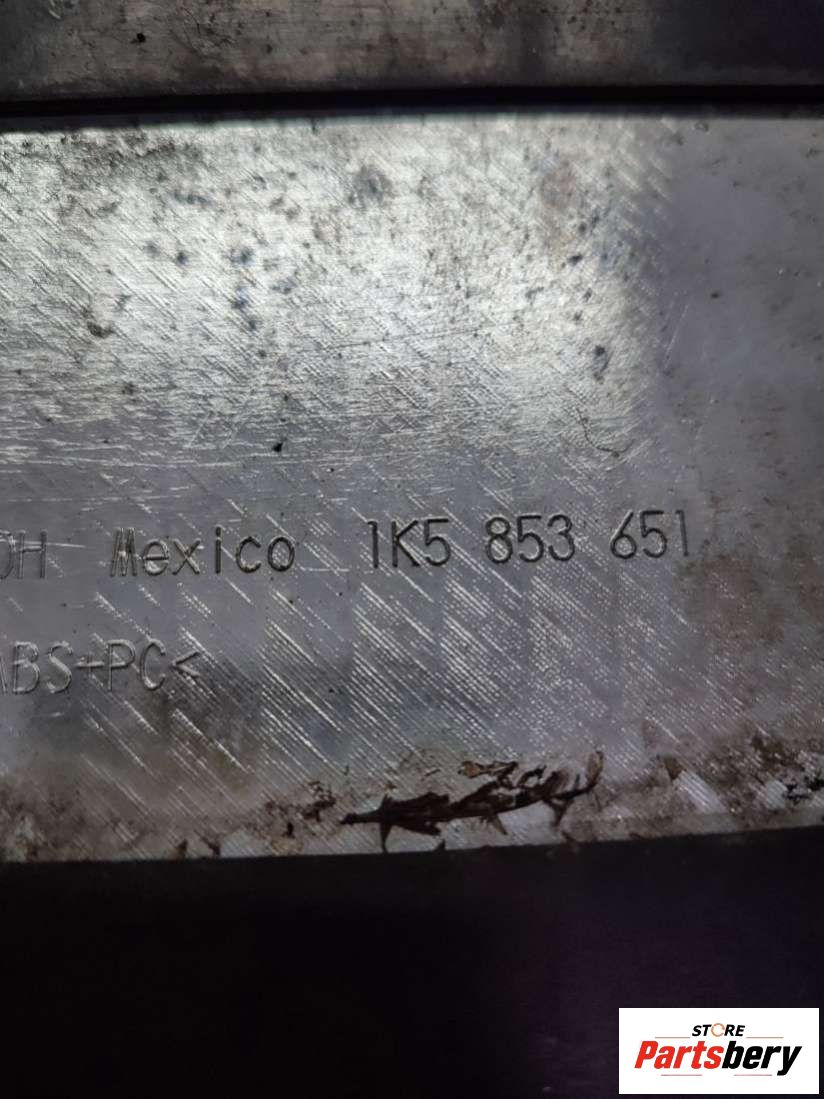 Mexico 1K5 853 651
ABS+PC<
STORE
Partsbery